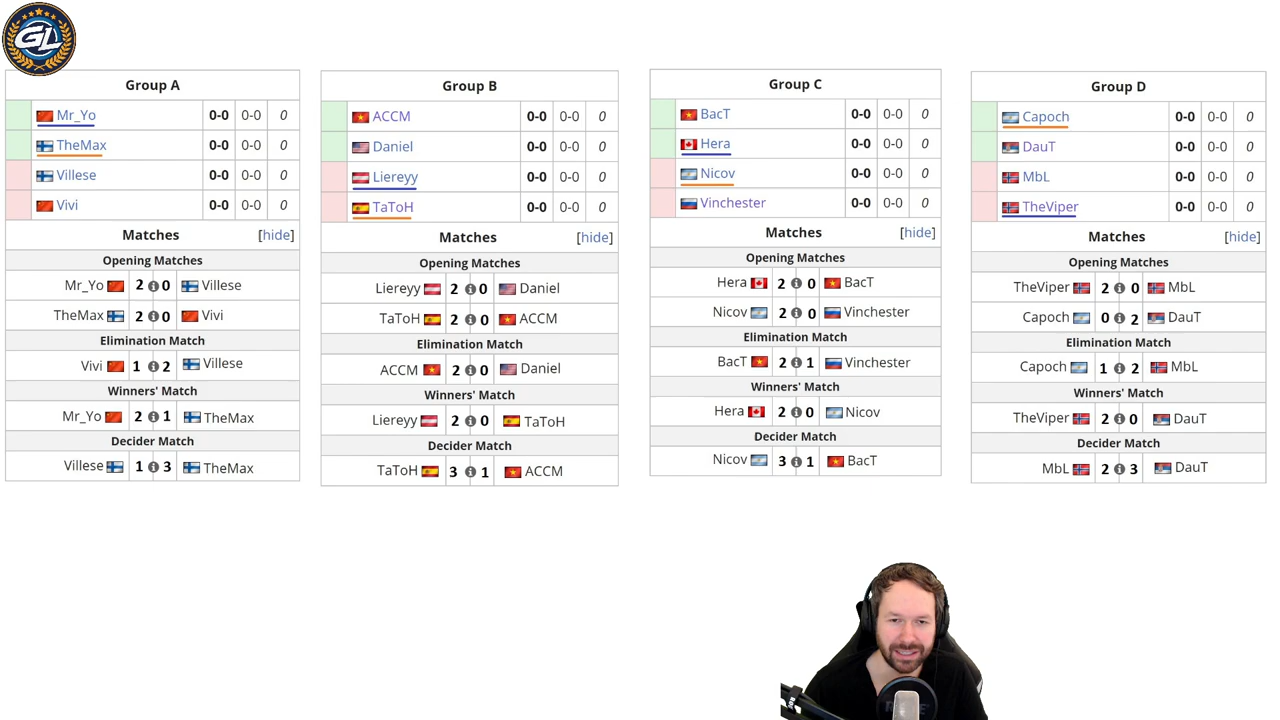 GL
Group A
Mr_Yo 0-0 0-0 0
TheMax 0-0 0-0 0
Villese 0-0 0-0 0
Vivi 0-0 0-0 0
Matches [hide]
Opening Matches
Mr_Yo 2 0 Villese
TheMax 2 0 Vivi
Elimination Match
Vivi 1 2 Villese
Winners' Match
Mr_Yo 2 1 TheMax
Decider Match
Villese 1 3 TheMax
Group B
ACCM 0-0 0-0 0
Daniel 0-0 0-0 0
Liereyy 0-0 0-0 0
TaToH 0-0 0-0 0
Matches [hide]
Opening Matches
Liereyy 2 0 Daniel
TaToH 2 0 ACCM
Elimination Match
ACCM 2 0 Daniel
Winners' Match
Liereyy 2 0 TaToH
Decider Match
TaToH 3 1 ACCM
Group C
BacT 0-0 0-0 0
Hera 0-0 0-0 0
Nicov 0-0 0-0 0
Vinchester 0-0 0-0 0
Matches [hide]
Opening Matches
Hera 2 0 BacT
Nicov 2 0 Vinchester
Elimination Match
BacT 2 1 Vinchester
Winners' Match
Hera 2 0 Nicov
Decider Match
Nicov 3 1 BacT
Group D
Capoch 0-0 0-0 0
DauT 0-0 0-0 0
MbL 0-0 0-0 0
TheViper 0-0 0-0 0
Matches [hide]
Opening Matches
TheViper 2 0 MbL
Capoch 0 2 DauT
Elimination Match
Capoch 1 2 MbL
Winners' Match
TheViper 2 0 DauT
Decider Match
MbL 2 3 DauT